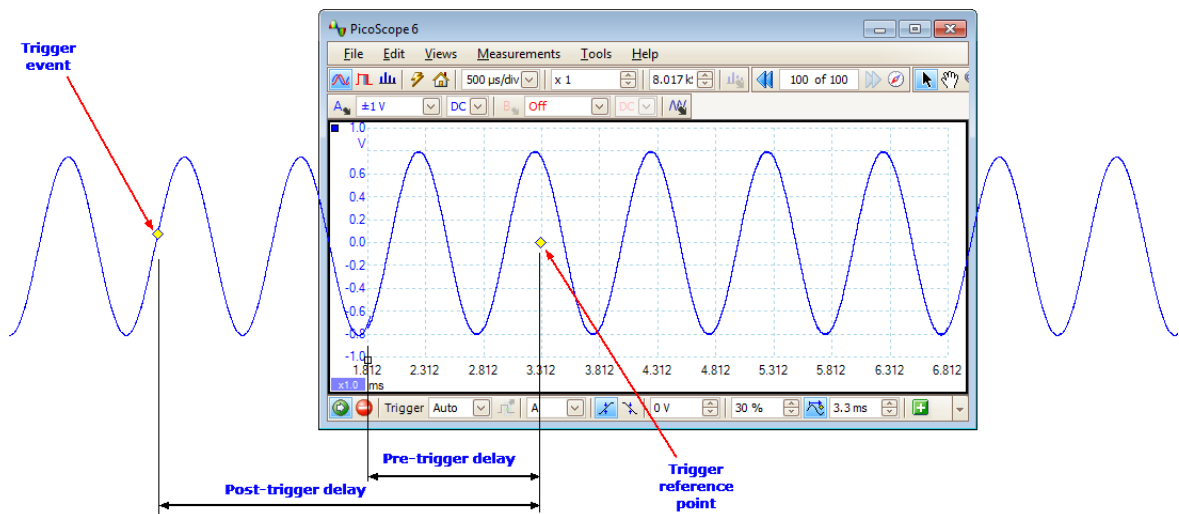 PicoScope 6
Trigger
event
File Edit Views Measurements Tools Help
500 µs/div x 1 8.017 k 100 of 100
A ±1 V DC B Off DC
1.0
V
0.6
0.4
0.2
0.0
-0.2
-0.4
-0.6
-0.8
-1.0
1.812 2.312 2.812 3.312 3.812 4.312 4.812 5.312 5.812 6.312 6.812
x1.0 ms
Trigger Auto A 0 V 30 % 3.3 ms
Pre-trigger delay
Post-trigger delay
Trigger
reference
point